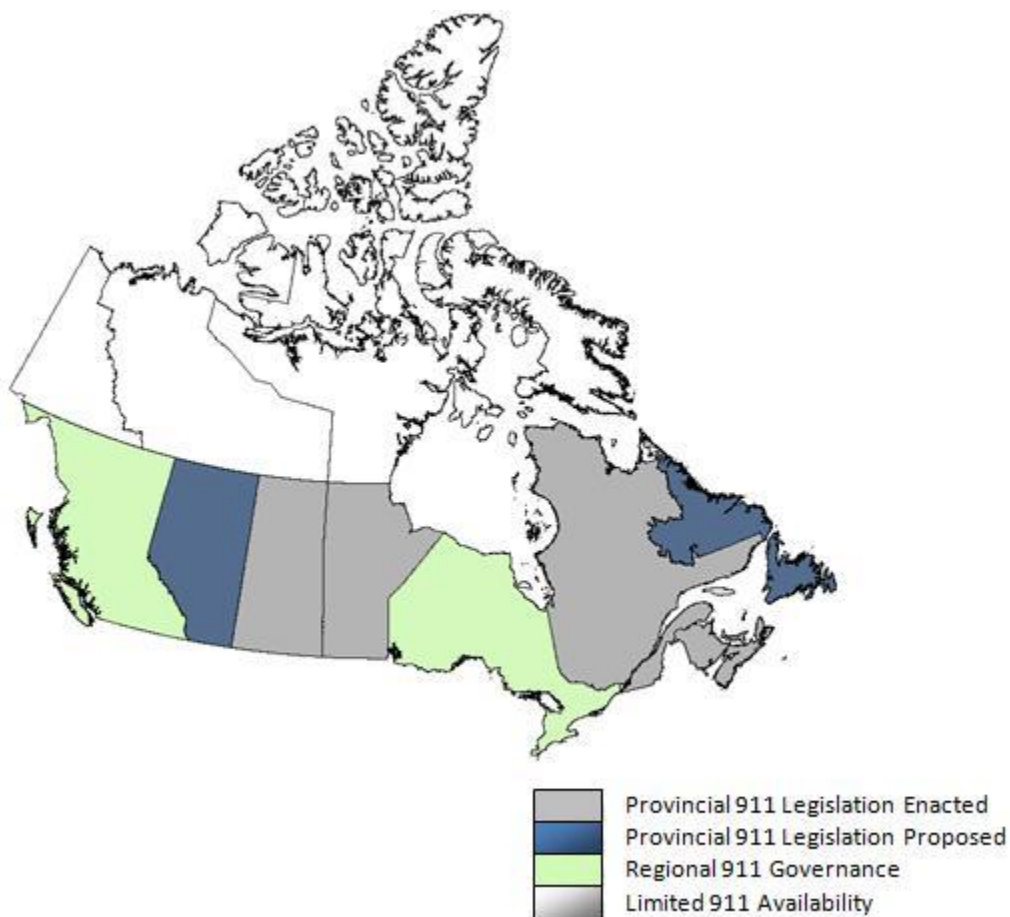 Provincial 911 Legislation Enacted
Provincial 911 Legislation Proposed
Regional 911 Governance
Limited 911 Availability